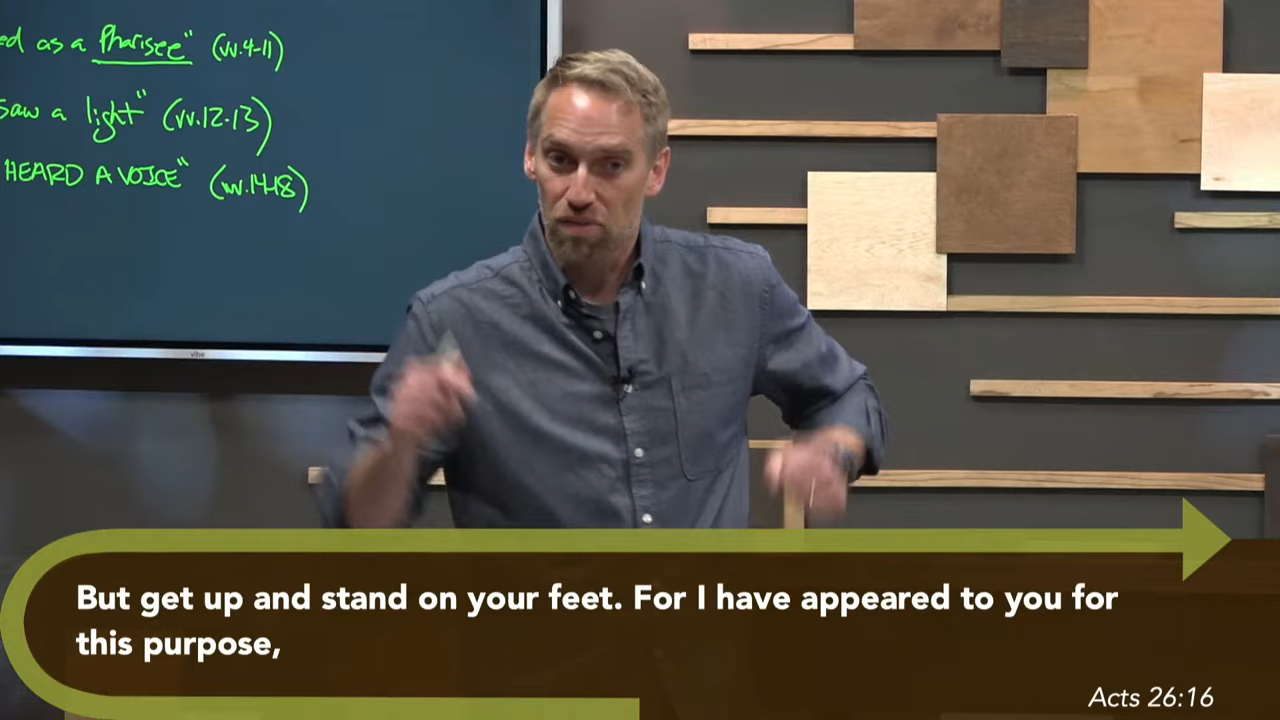 ed as a Pharisee" (vv.4-11)
saw a light" (vv.12-13)
HEARD A VOICE" (vv.14-18)
vibe
But get up and stand on your feet. For I have appeared to you for
this purpose,
Acts 26:16